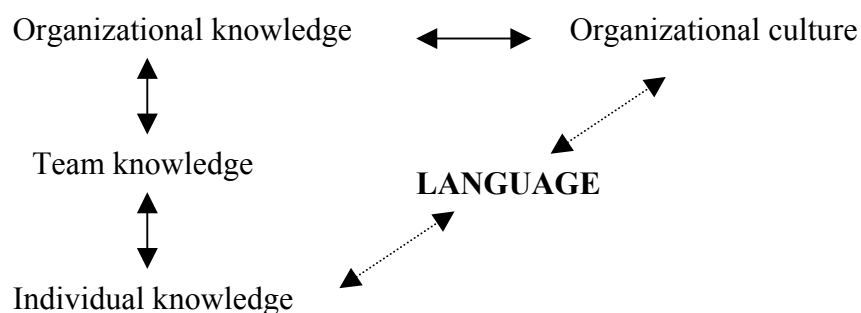 Organizational knowledge Organizational culture
Team knowledge
LANGUAGE
Individual knowledge